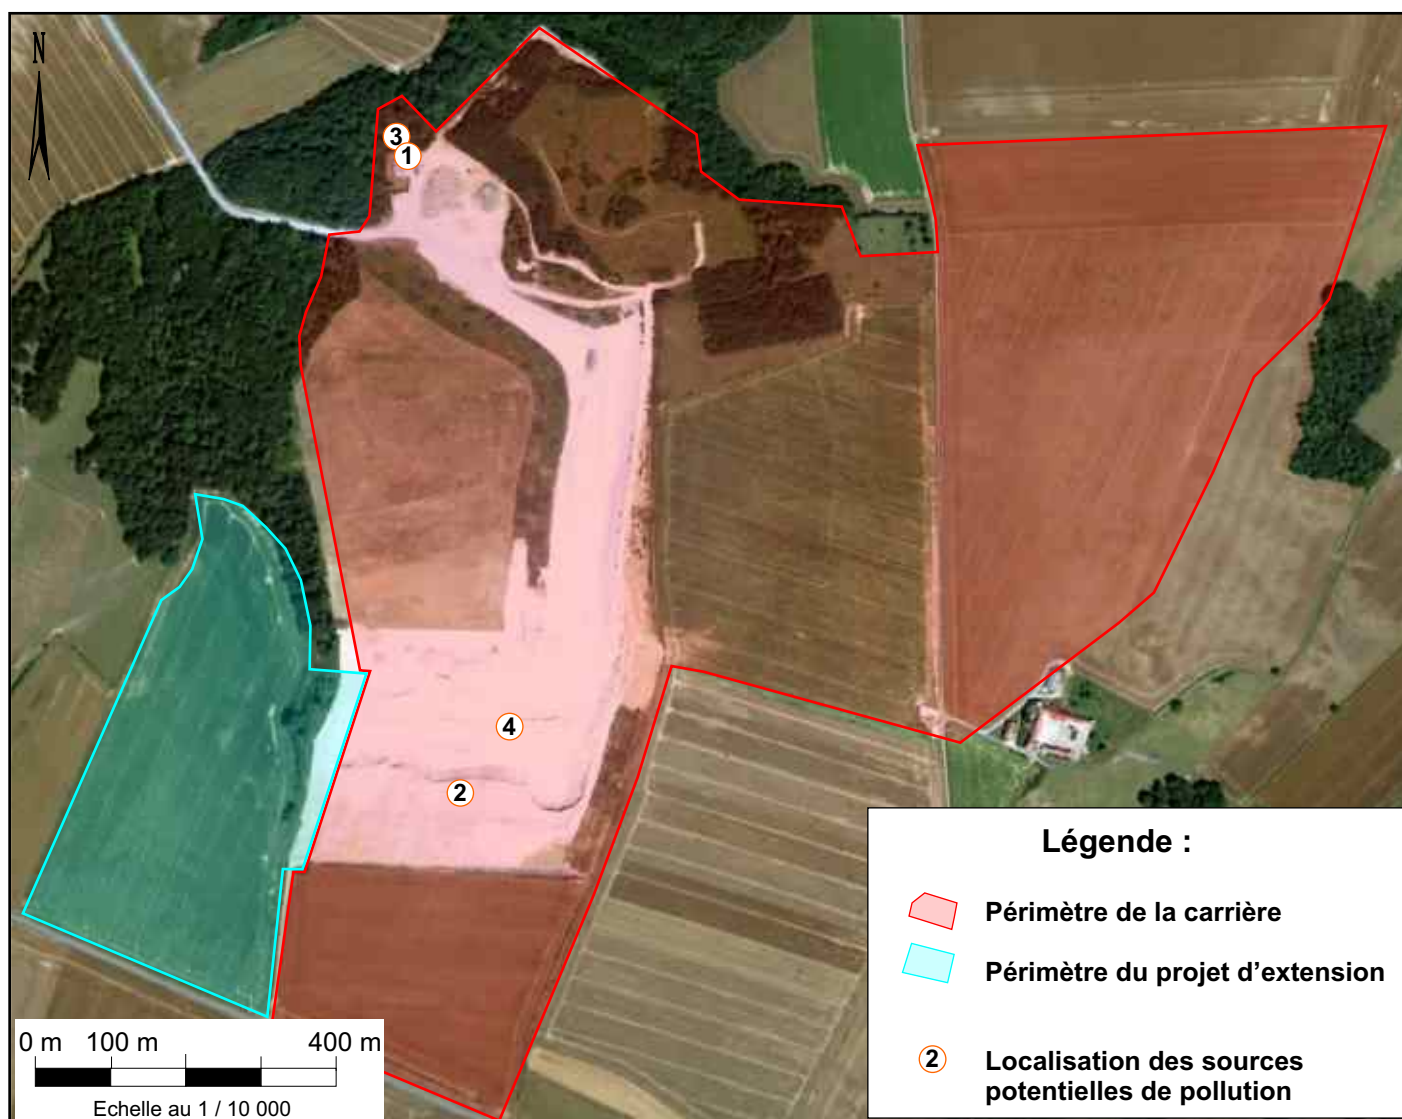 N
3
1
4
2
Légende :
Périmètre de la carrière
Périmètre du projet d'extension
2 Localisation des sources
potentielles de pollution
0 m 100 m 400 m
Echelle au 1 / 10 000